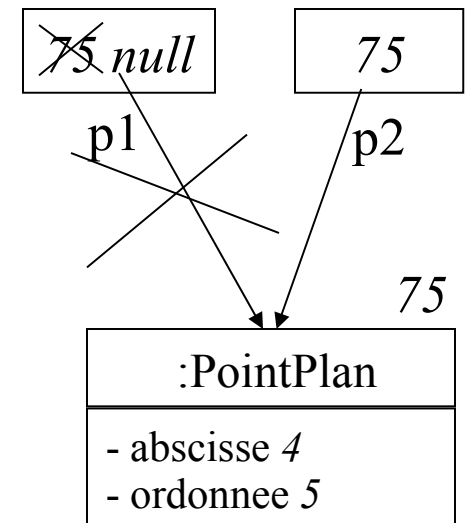 75 null
75
p1
p2
75
:PointPlan
- abscisse 4
- ordonnee 5